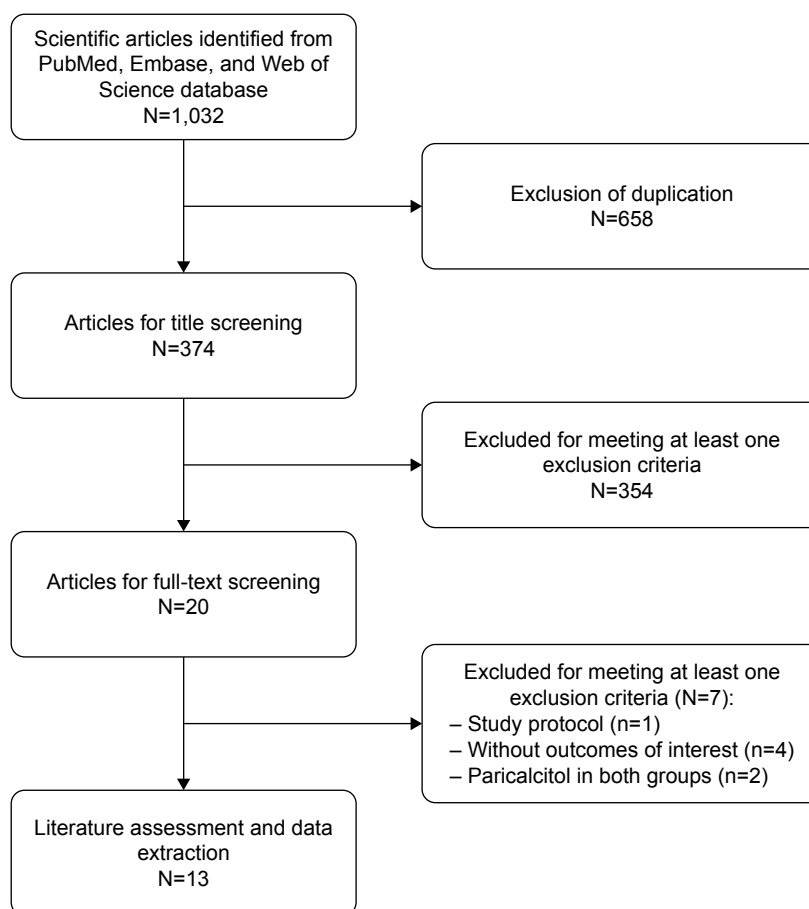 Scientific articles identified from
PubMed, Embase, and Web of
Science database
N=1,032
Exclusion of duplication
N=658
Articles for title screening
N=374
Excluded for meeting at least one
exclusion criteria
N=354
Articles for full-text screening
N=20
Excluded for meeting at least one
exclusion criteria (N=7):
– Study protocol (n=1)
– Without outcomes of interest (n=4)
– Paricalcitol in both groups (n=2)
Literature assessment and data
extraction
N=13